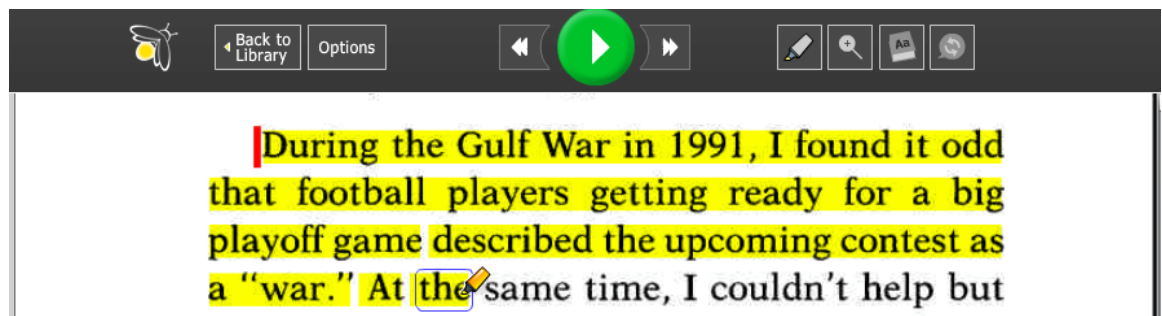 Back to
Library
Options
Aa
During the Gulf War in 1991, I found it odd
that football players getting ready for a big
playoff game described the upcoming contest as
a “war.” At the same time, I couldn’t help but